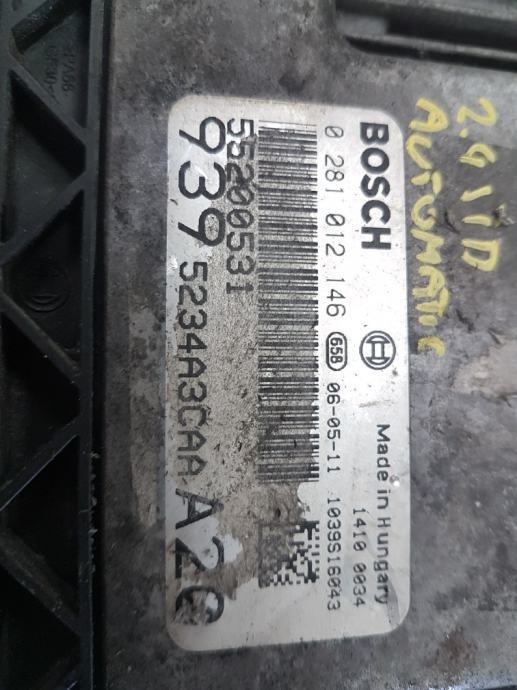 2.4 JTD
AUTOMATIC
BOSCH
Made in Hungary
0 281 012 146 658 06-05-11
1410 0034
1039S16043
55200531
939 5234A3CAA A20